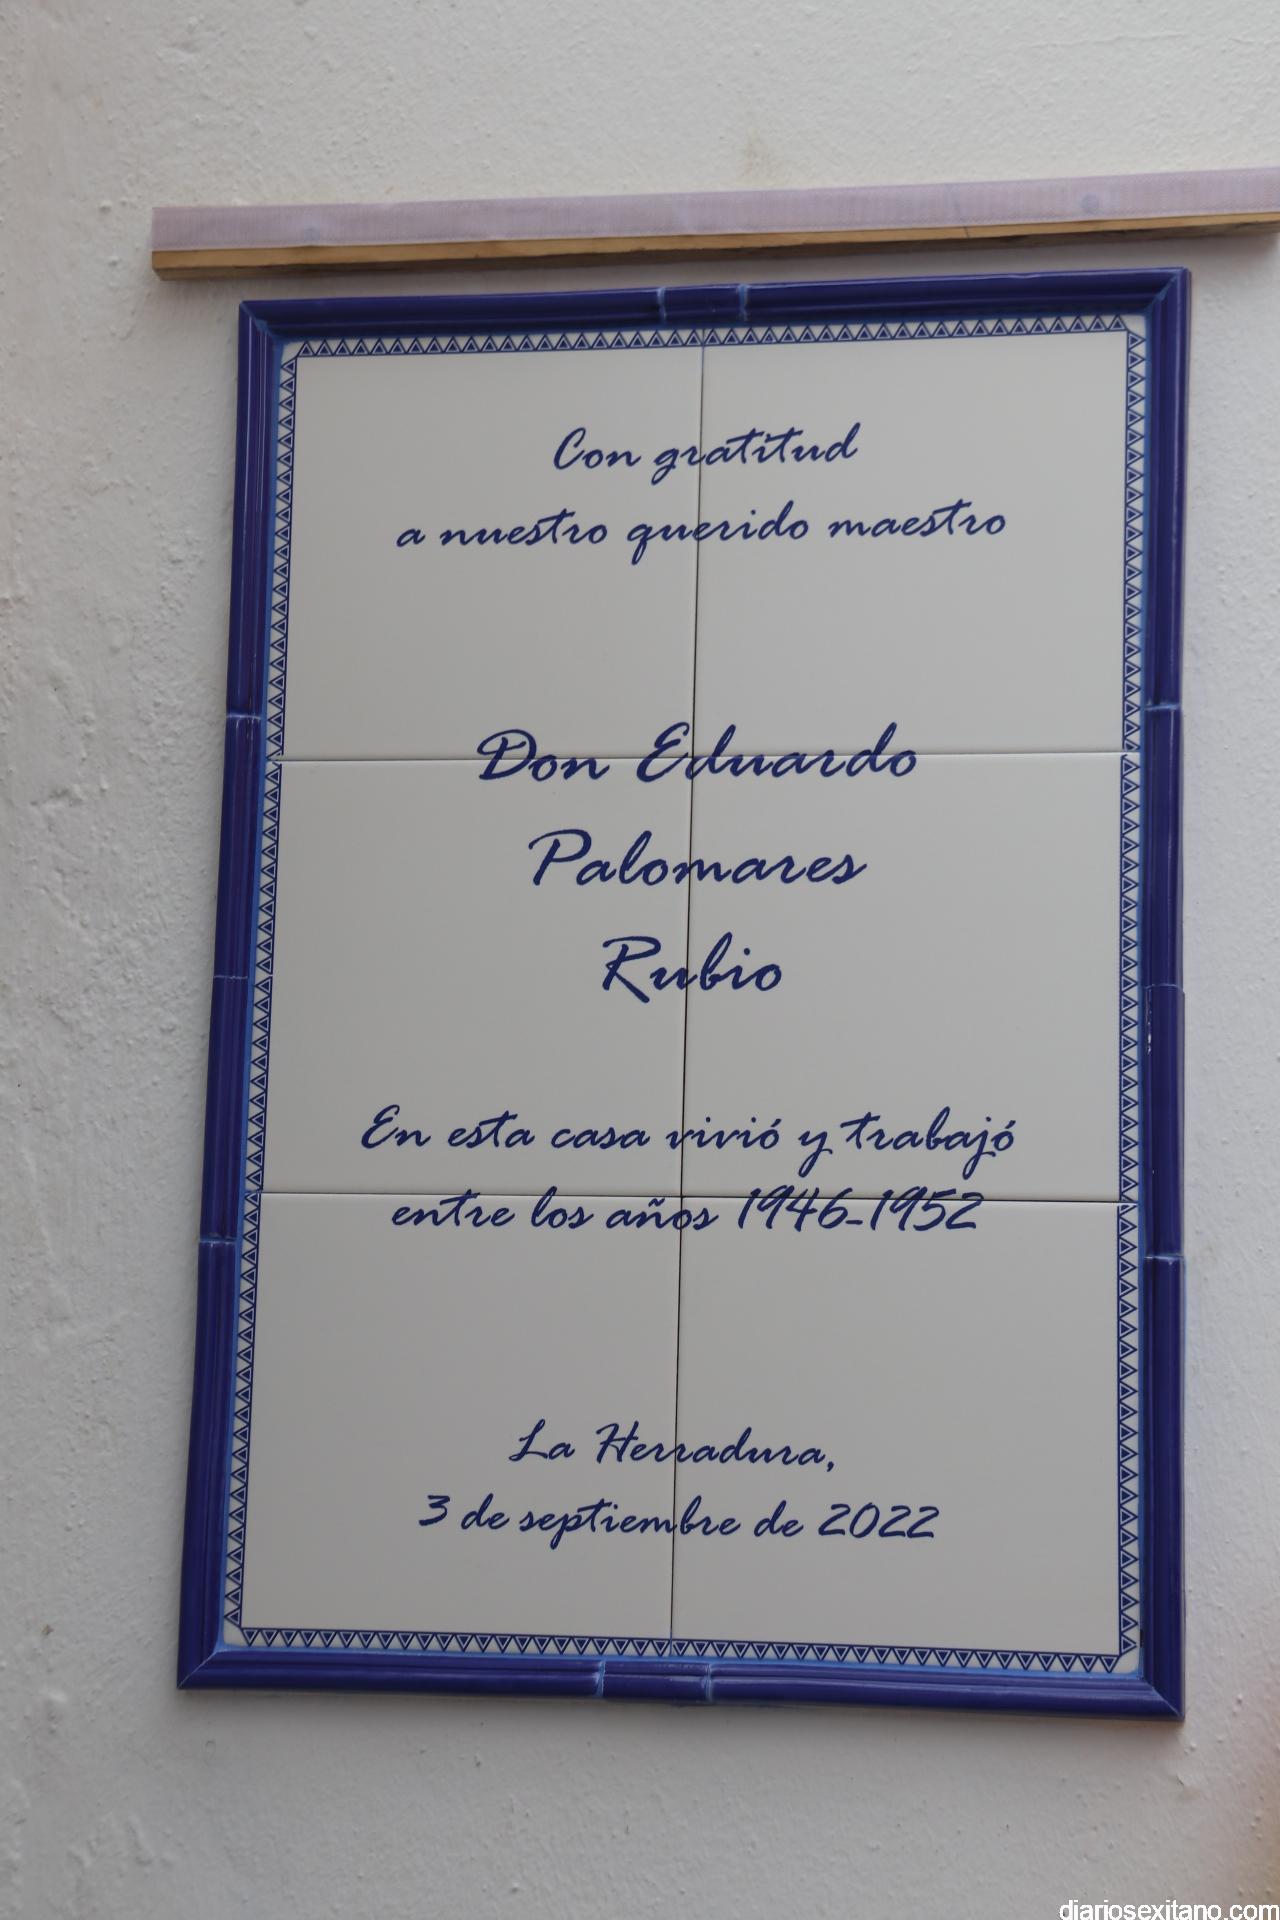 Con gratitud
a nuestro querido maestro
Don Eduardo
Palomares
Rubio
En esta casa vivió y trabajó
entre los años 1946-1952
La Herradura,
3 de septiembre de 2022
diariosexitano.com